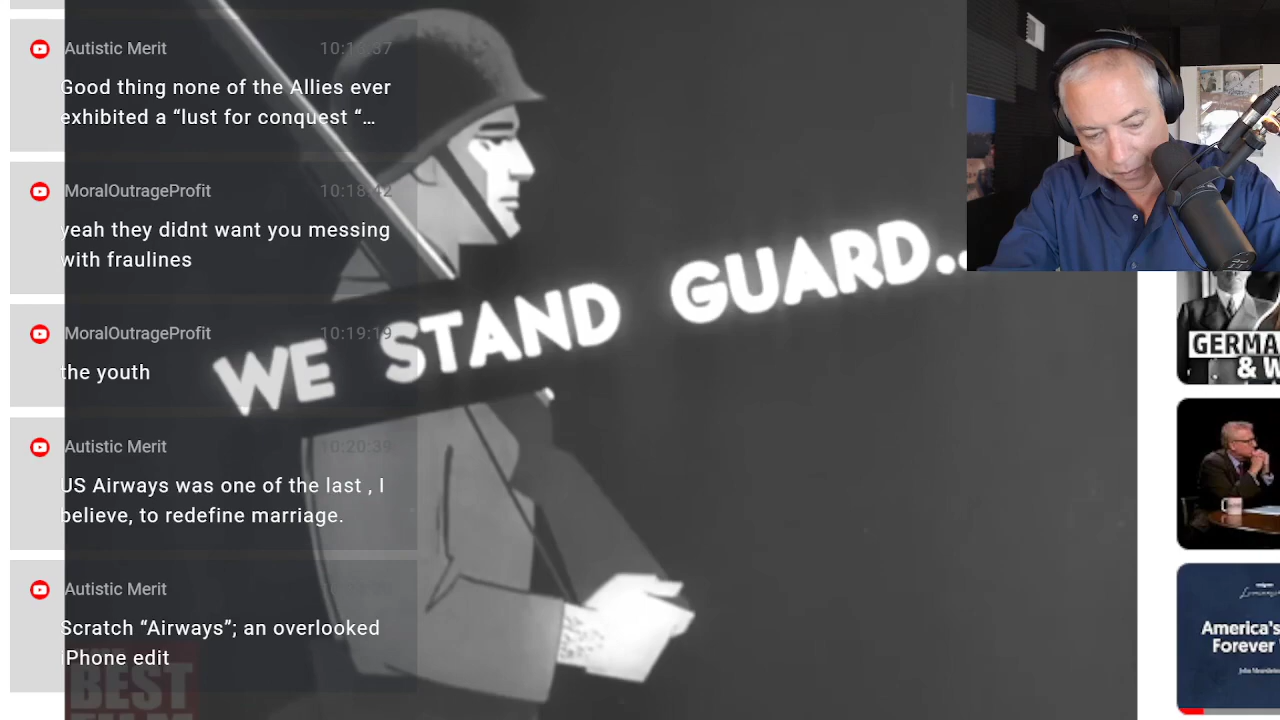 Autistic Merit
Good thing none of the Allies ever
exhibited a “lust for conquest “…
MoralOutrageProfit
yeah they didnt want you messing
with fraulines
MoralOutrageProfit 10:19:19
the youth
Autistic Merit 10:20:39
US Airways was one of the last , I
believe, to redefine marriage.
Autistic Merit
Scratch “Airways”; an overlooked
iPhone edit
WE STAND GUARD..
BEST
FILM
GERMA
& W
America's
Forever